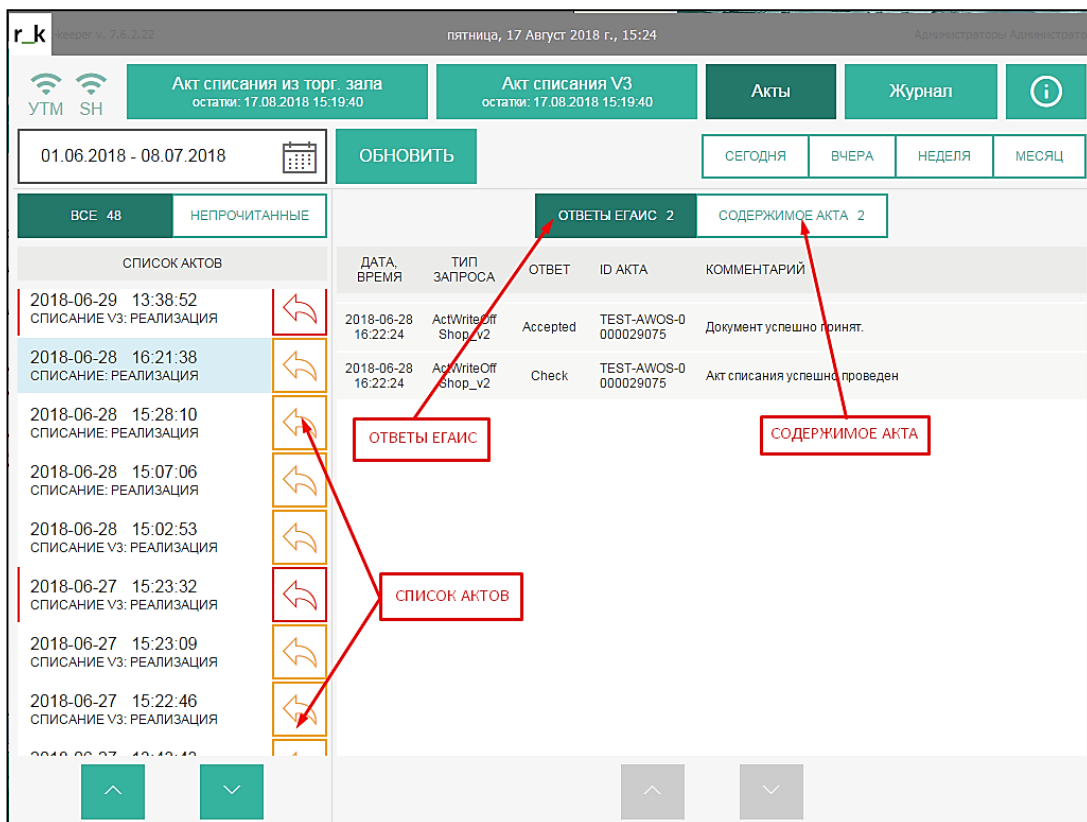 r_k
keeper v. 7.6.2.22
пятница, 17 Август 2018 г., 15:24
Администраторы Администрато
УТМ SH
Акт списания из торг. зала
остатки: 17.08.2018 15:19:40
Акт списания V3
остатки: 17.08.2018 15:19:40
Акты
Журнал
i
01.06.2018 - 08.07.2018
ОБНОВИТЬ
СЕГОДНЯ
ВЧЕРА
НЕДЕЛЯ
МЕСЯЦ
ВСЕ 48
НЕПРОЧИТАННЫЕ
ОТВЕТЫ ЕГАИС 2
СОДЕРЖИМОЕ АКТА 2
СПИСОК АКТОВ
2018-06-29 13:38:52
СПИСАНИЕ V3: РЕАЛИЗАЦИЯ
2018-06-28 16:21:38
СПИСАНИЕ: РЕАЛИЗАЦИЯ
2018-06-28 15:28:10
СПИСАНИЕ: РЕАЛИЗАЦИЯ
2018-06-28 15:07:06
СПИСАНИЕ: РЕАЛИЗАЦИЯ
2018-06-28 15:02:53
СПИСАНИЕ V3: РЕАЛИЗАЦИЯ
2018-06-27 15:23:32
СПИСАНИЕ V3: РЕАЛИЗАЦИЯ
2018-06-27 15:23:09
СПИСАНИЕ V3: РЕАЛИЗАЦИЯ
2018-06-27 15:22:46
СПИСАНИЕ V3: РЕАЛИЗАЦИЯ
ДАТА, ВРЕМЯ
ТИП ЗАПРОСА
ОТВЕТ
ID АКТА
КОММЕНТАРИЙ
2018-06-28 16:22:24
ActWriteOff Shop_v2
Accepted
TEST-AWOS-0 000029075
Документ успешно принят.
2018-06-28 16:22:24
ActWriteOff Shop_v2
Check
TEST-AWOS-0 000029075
Акт списания успешно проведен
ОТВЕТЫ ЕГАИС
СОДЕРЖИМОЕ АКТА
СПИСОК АКТОВ